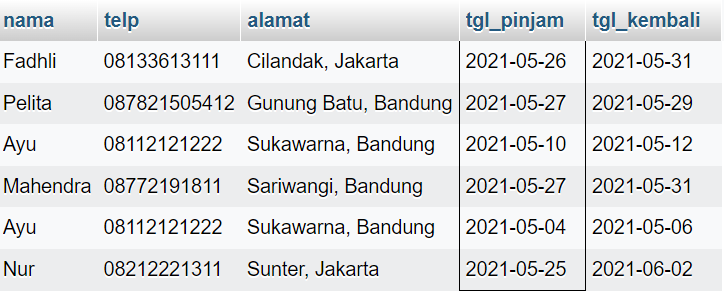 nama telp alamat tgl_pinjam tgl_kembali
Fadhli 08133613111 Cilandak, Jakarta 2021-05-26 2021-05-31
Pelita 087821505412 Gunung Batu, Bandung 2021-05-27 2021-05-29
Ayu 08112121222 Sukawarna, Bandung 2021-05-10 2021-05-12
Mahendra 08772191811 Sariwangi, Bandung 2021-05-27 2021-05-31
Ayu 08112121222 Sukawarna, Bandung 2021-05-04 2021-05-06
Nur 08212221311 Sunter, Jakarta 2021-05-25 2021-06-02